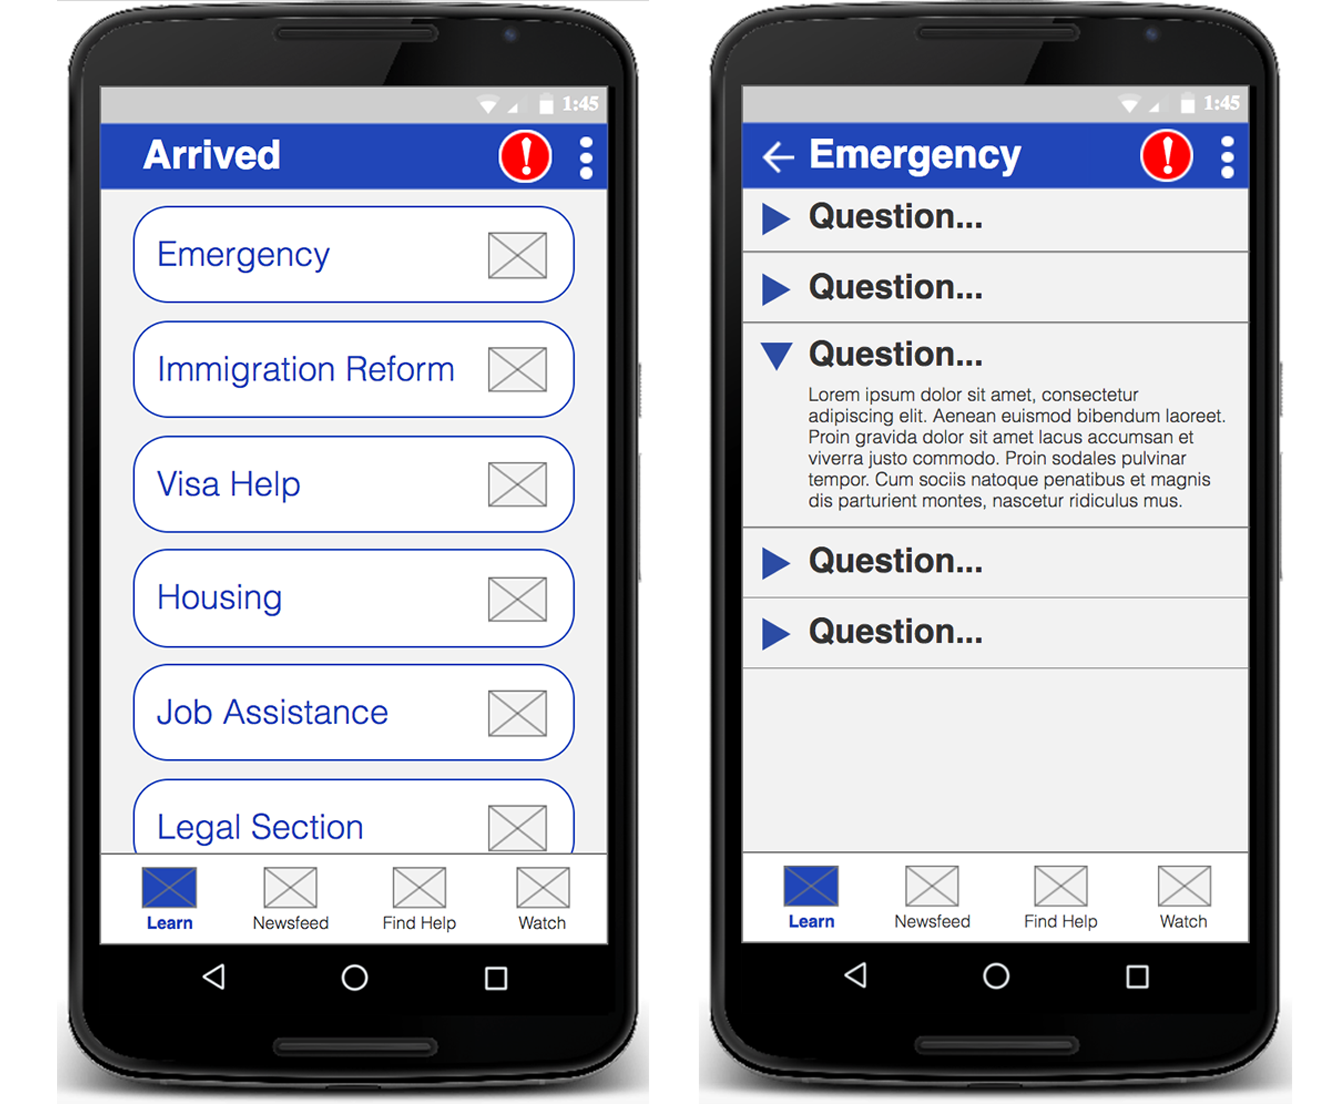 1:45
Arrived
Emergency
Immigration Reform
Visa Help
Housing
Job Assistance
Legal Section
Learn Newsfeed Find Help Watch
1:45
Emergency
Question...
Question...
Question...
Lorem ipsum dolor sit amet, consectetur
adipiscing elit. Aenean euismod bibendum laoreet.
Proin gravida dolor sit amet lacus accumsan et
viverra justo commodo. Proin sodales pulvinar
tempor. Cum sociis natoque penatibus et magnis
dis parturient montes, nascetur ridiculus mus.
Question...
Question...
Learn Newsfeed Find Help Watch